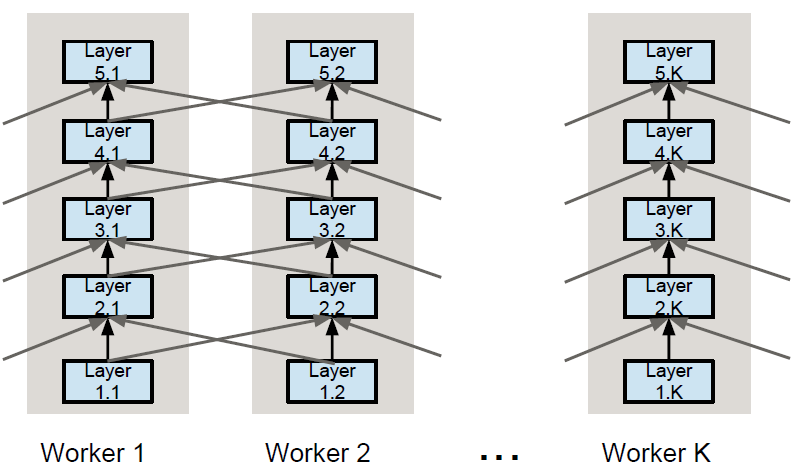 Layer
5.1
Layer
5.2
Layer
5.K
Layer
4.1
Layer
4.2
Layer
4.K
Layer
3.1
Layer
3.2
Layer
3.K
Layer
2.1
Layer
2.2
Layer
2.K
Layer
1.1
Layer
1.2
Layer
1.K
Worker 1
Worker 2
...
Worker K